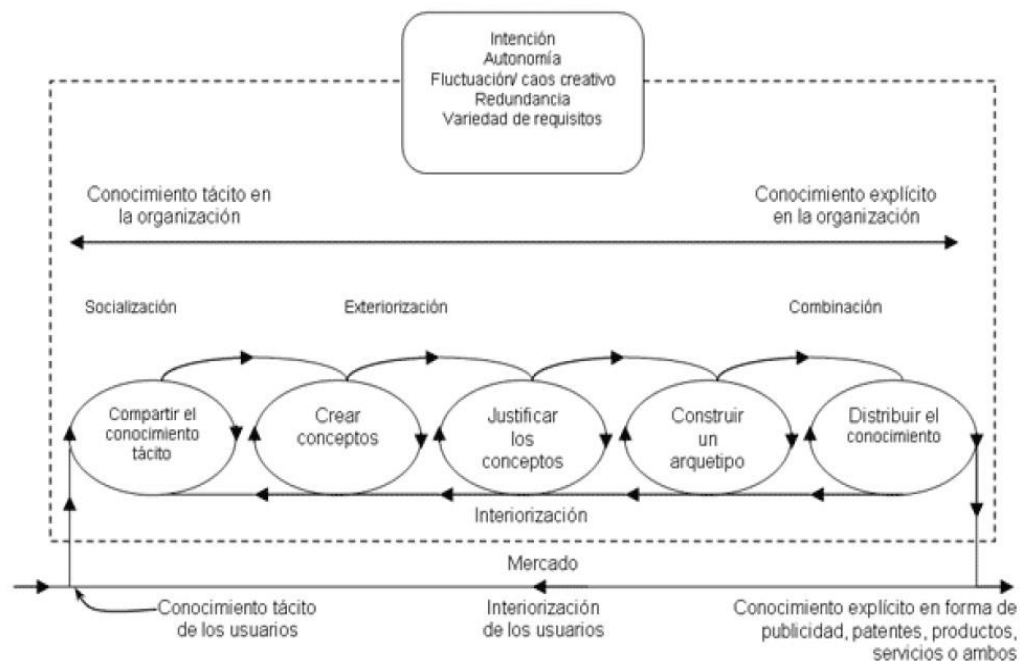 Intención
Autonomía
Fluctuación/ caos creativo
Redundancia
Variedad de requisitos
Conocimiento tácito en
la organización
Conocimiento explícito
en la organización
Socialización
Exteriorización
Combinación
Compartir el
conocimiento
tácito
Crear
conceptos
Justificar
los
conceptos
Construir
un
arquetipo
Distribuir el
conocimiento
Interiorización
Mercado
Conocimiento tácito
de los usuarios
Interiorización
de los usuarios
Conocimiento explícito en forma de
publicidad, patentes, productos,
servicios o ambos